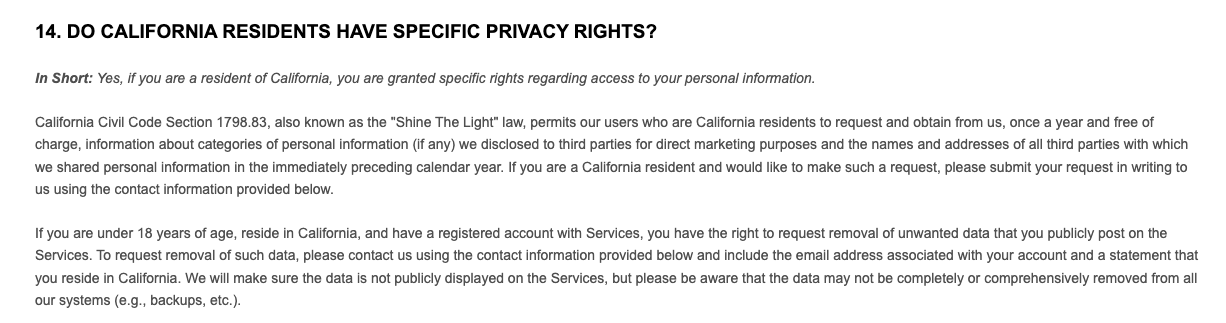 14. DO CALIFORNIA RESIDENTS HAVE SPECIFIC PRIVACY RIGHTS?
In Short: Yes, if you are a resident of California, you are granted specific rights regarding access to your personal information.
California Civil Code Section 1798.83, also known as the "Shine The Light" law, permits our users who are California residents to request and obtain from us, once a year and free of
charge, information about categories of personal information (if any) we disclosed to third parties for direct marketing purposes and the names and addresses of all third parties with which
we shared personal information in the immediately preceding calendar year. If you are a California resident and would like to make such a request, please submit your request in writing to
us using the contact information provided below.
If you are under 18 years of age, reside in California, and have a registered account with Services, you have the right to request removal of unwanted data that you publicly post on the
Services. To request removal of such data, please contact us using the contact information provided below and include the email address associated with your account and a statement that
you reside in California. We will make sure the data is not publicly displayed on the Services, but please be aware that the data may not be completely or comprehensively removed from all
our systems (e.g., backups, etc.).